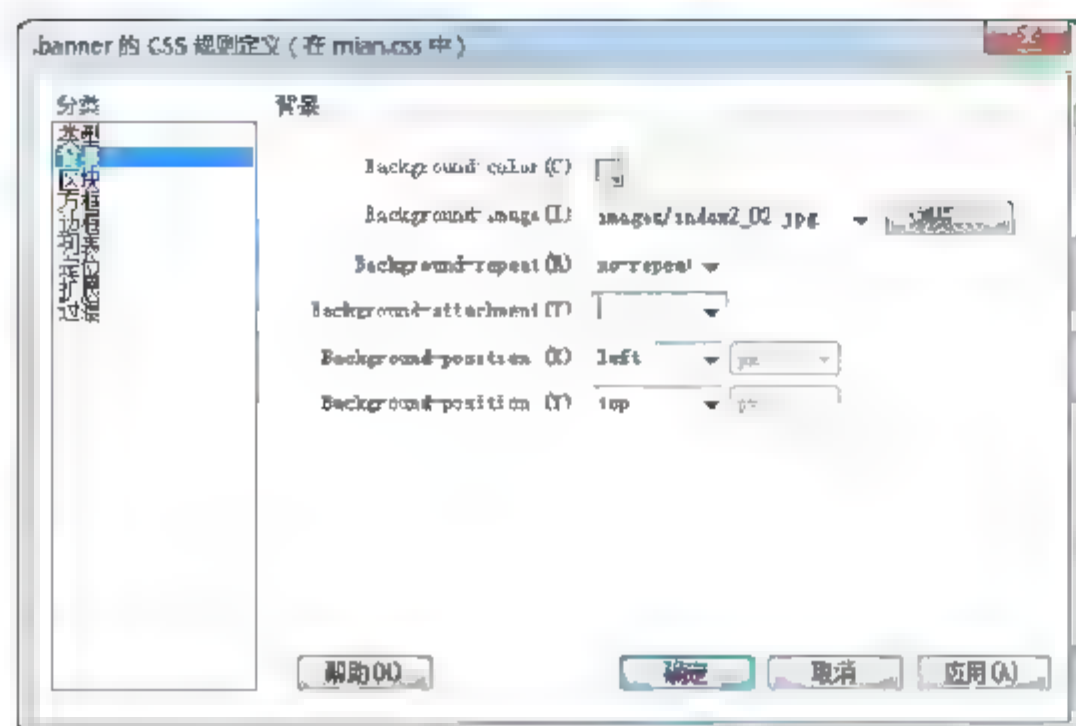 .banner 的 CSS 规则定义 ( 在 mian.css 中 )
分类
类型
背景
区块
方框
边框
列表
定位
扩展
过渡
背景
Background-color (C)
Background-image (I) images/index2_02.jpg
Background-repeat (R) no-repeat
Background-attachment (T)
Background-position (X) left px
Background-position (Y) top px
帮助(H) 确定 取消 应用(A)